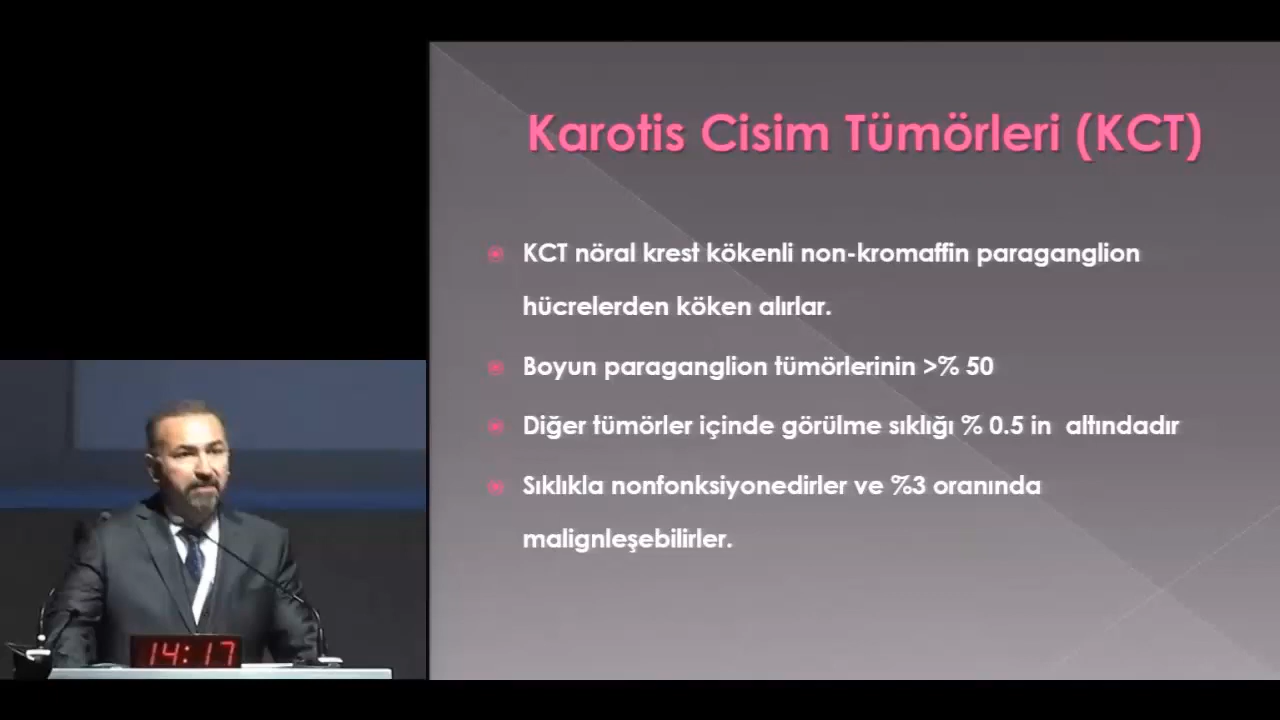 Karotis Cisim Tümörleri (KCT)
KCT nöral krest kökenli non-kromaffin paraganglion
hücrelerden köken alırlar.
Boyun paraganglion tümörlerinin >% 50
Diğer tümörler içinde görülme sıklığı % 0.5 in altındadır
Sıklıkla nonfonksiyonedirler ve %3 oranında
malignleşebilirler.
14:17